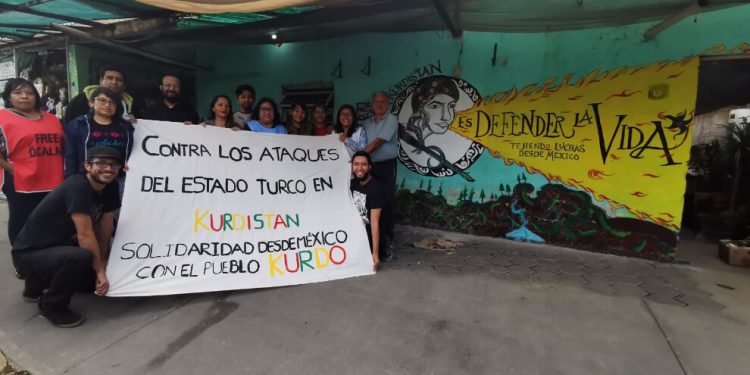 FREE
ÖCALAN
CONTRA LOS ATAQUES
DEL ESTADO TURCO EN
KURDISTAN
SOLIDARIDAD DESDE MÉXICO
CON EL PUEBLO KURDO
KURDISTAN
ES DEFENDER LA VIDA
TEJIENDO LUCHAS
DESDE MÉXICO